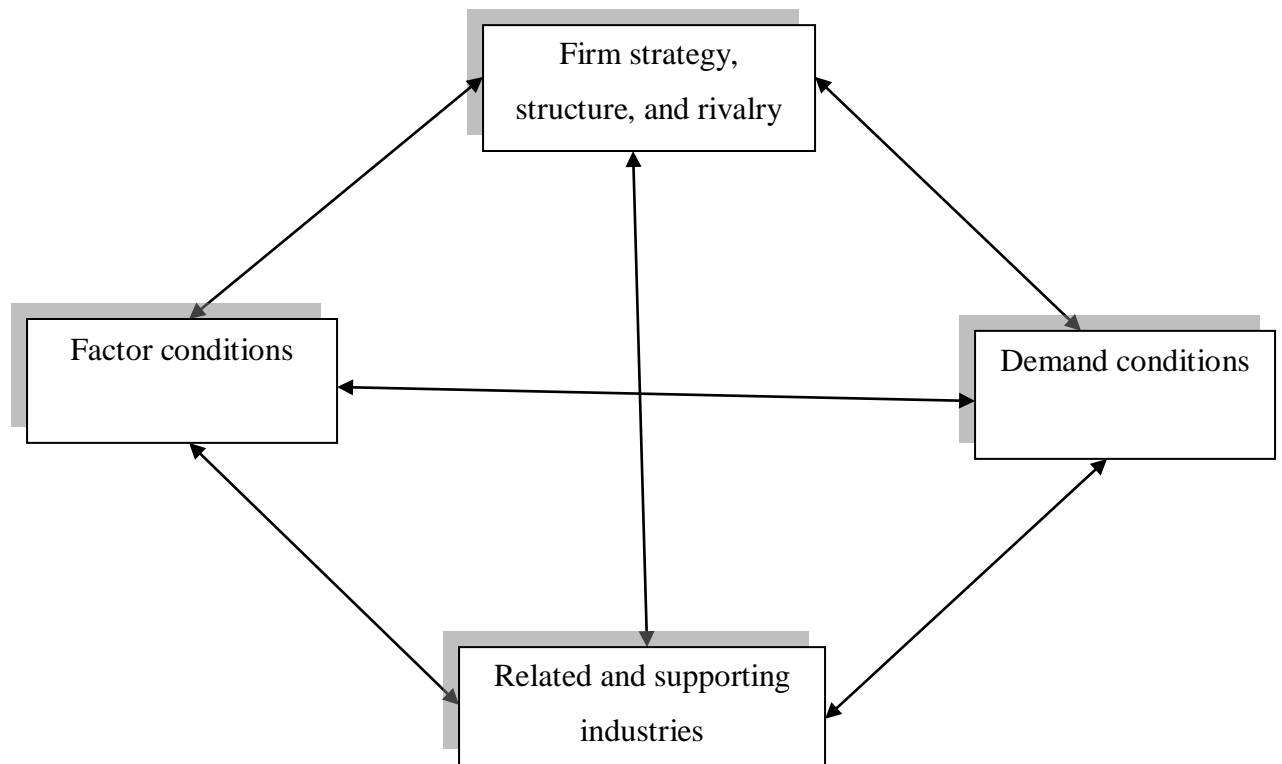 Firm strategy,
structure, and rivalry
Factor conditions
Demand conditions
Related and supporting
industries